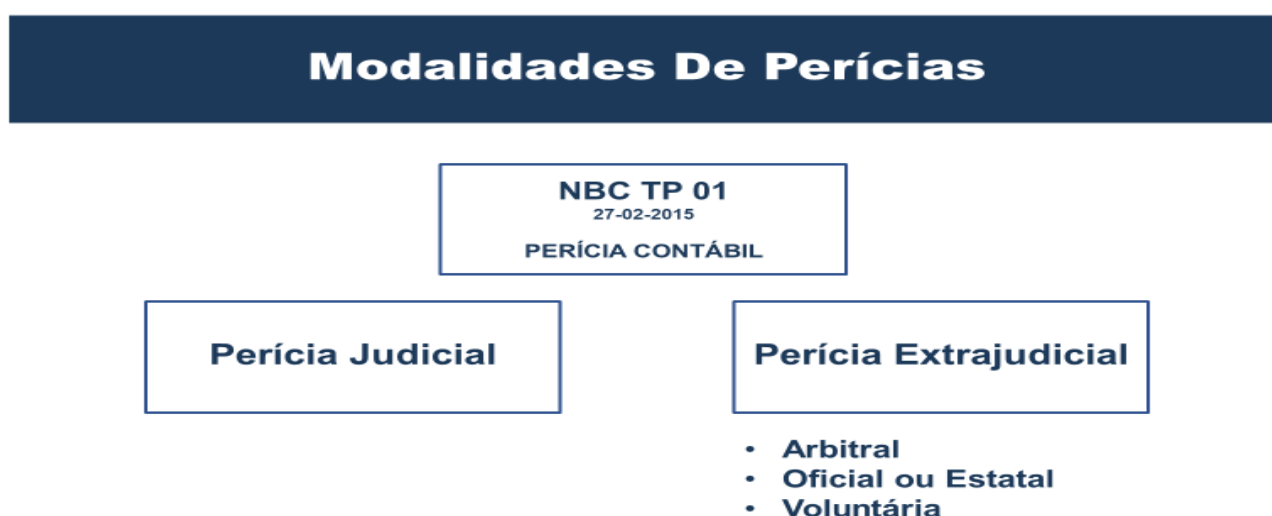 Modalidades De Perícias
NBC TP 01
27-02-2015
PERÍCIA CONTÁBIL
Perícia Judicial
Perícia Extrajudicial
• Arbitral
• Oficial ou Estatal
• Voluntária